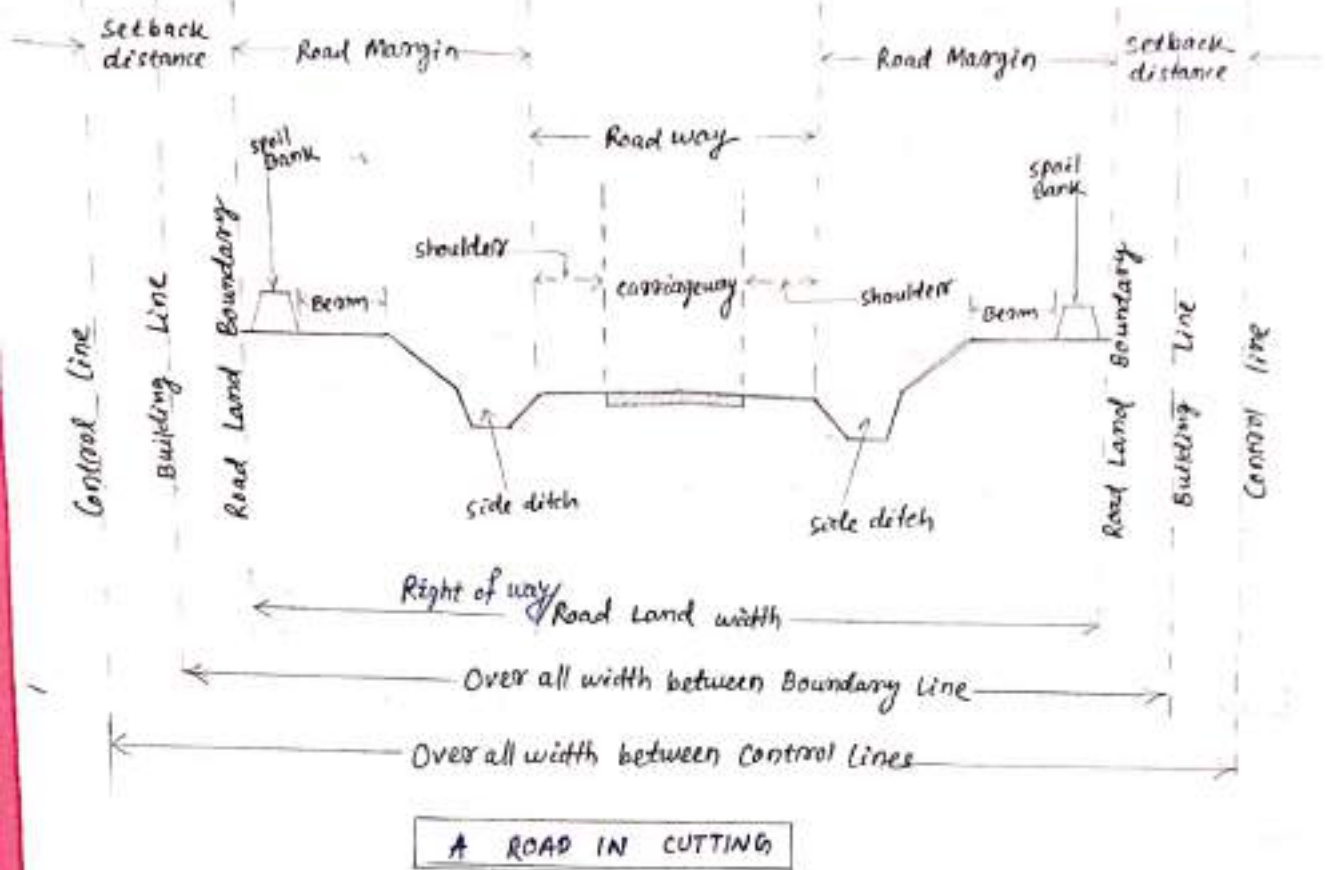 Setback
distance
Road Margin
Road Margin
setback
distance
Road way
spoil
Bank
spoil
Bank
shoulder
carriageway
shoulder
Berm
Berm
Control Line
Building Line
Road Land Boundary
Road Land Boundary
Building Line
Control line
side ditch
side ditch
Right of way/
Road Land width
Over all width between Boundary Line
Over all width between Control Lines
A ROAD IN CUTTING